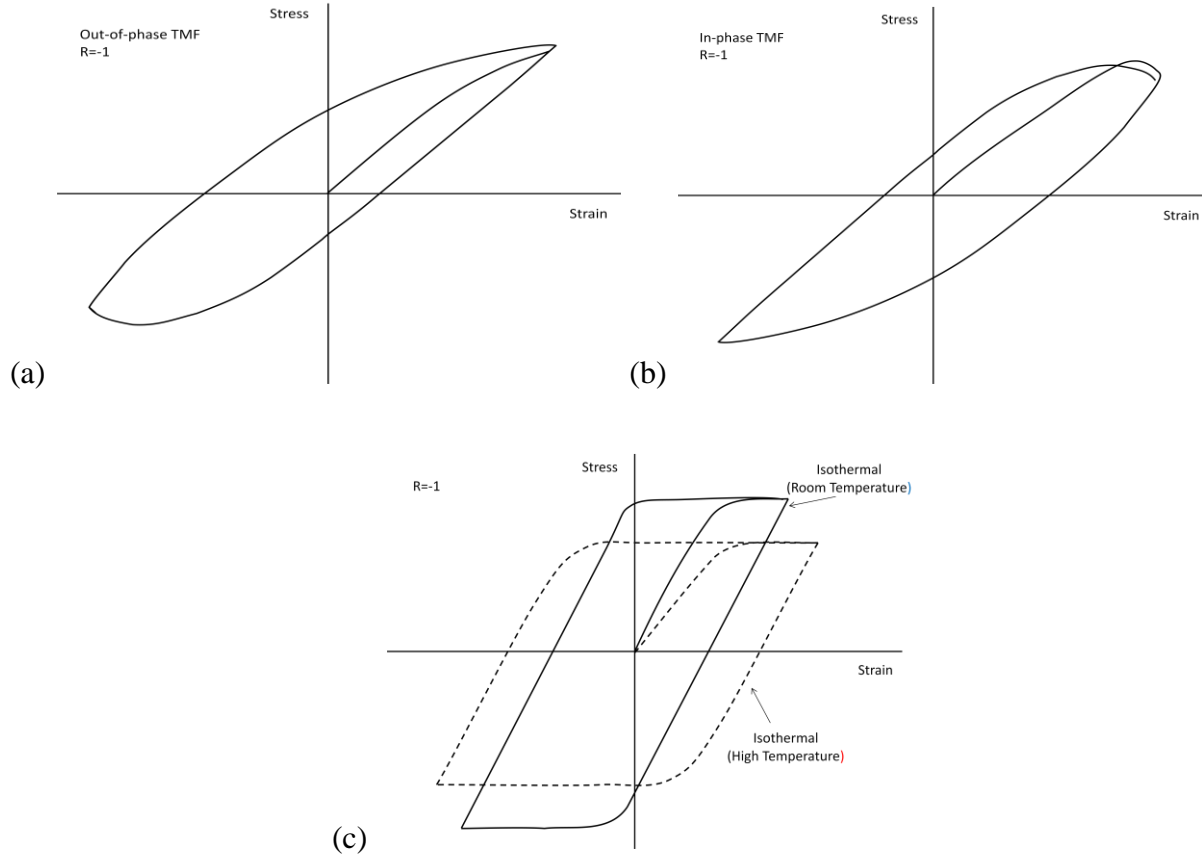 Stress
Out-of-phase TMF
R=-1
Strain
(a)
Stress
In-phase TMF
R=-1
Strain
(b)
Stress
R=-1
Isothermal
(Room Temperature)
Strain
Isothermal
(High Temperature)
(c)